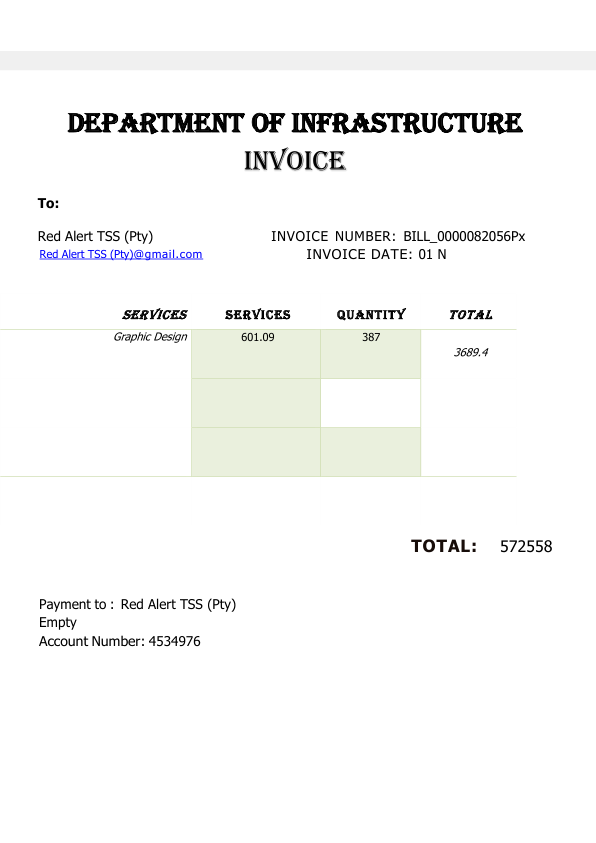 DEPARTMENT OF INFRASTRUCTURE
INVOICE
To:
Red Alert TSS (Pty) INVOICE NUMBER: BILL_0000082056Px
Red Alert TSS (Pty)@gmail.com INVOICE DATE: 01 N
SERVICES SERVICES QUANTITY TOTAL
Graphic Design 601.09 387
3689.4
TOTAL: 572558
Payment to : Red Alert TSS (Pty)
Empty
Account Number: 4534976